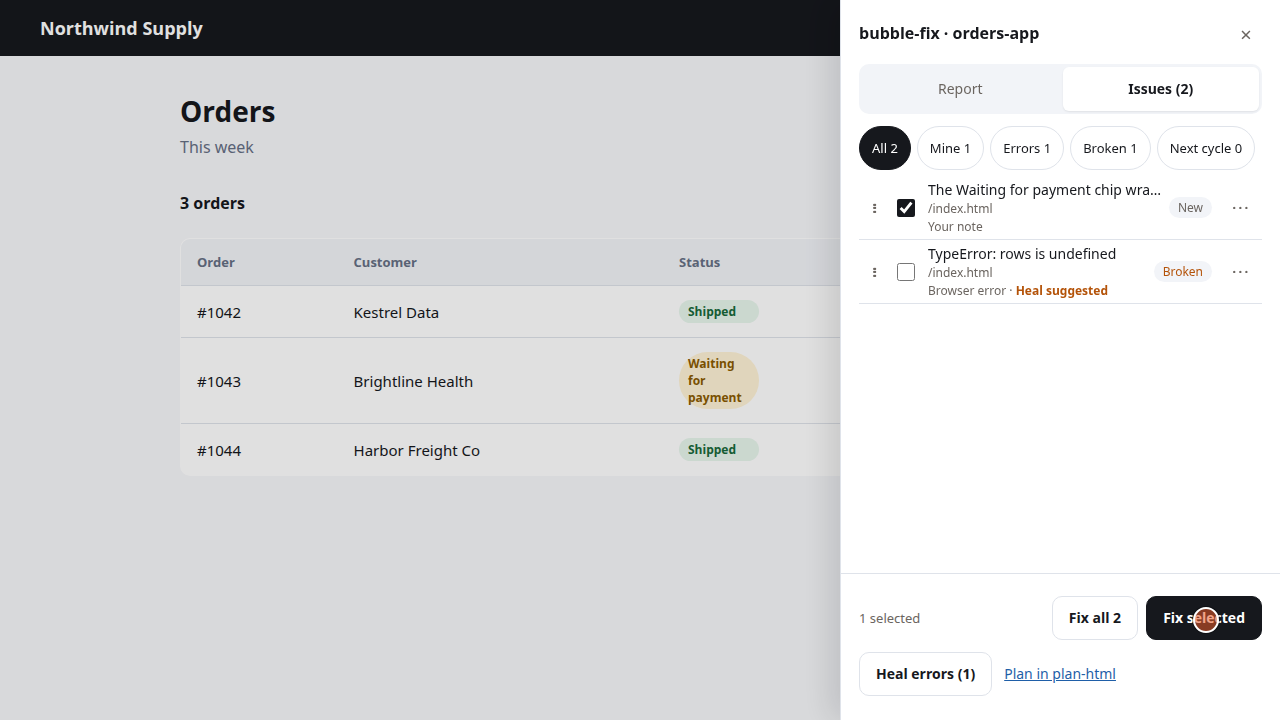 Northwind Supply
Orders
This week
3 orders
Order Customer Status
#1042 Kestrel Data Shipped
#1043 Brightline Health Waiting
for
payment
#1044 Harbor Freight Co Shipped
bubble-fix · orders-app ×
Report Issues (2)
All 2 Mine 1 Errors 1 Broken 1 Next cycle 0
The Waiting for payment chip wra…
/index.html
Your note
New
TypeError: rows is undefined
/index.html
Browser error · Heal suggested
Broken
1 selected Fix all 2 Fix selected
Heal errors (1) Plan in plan-html